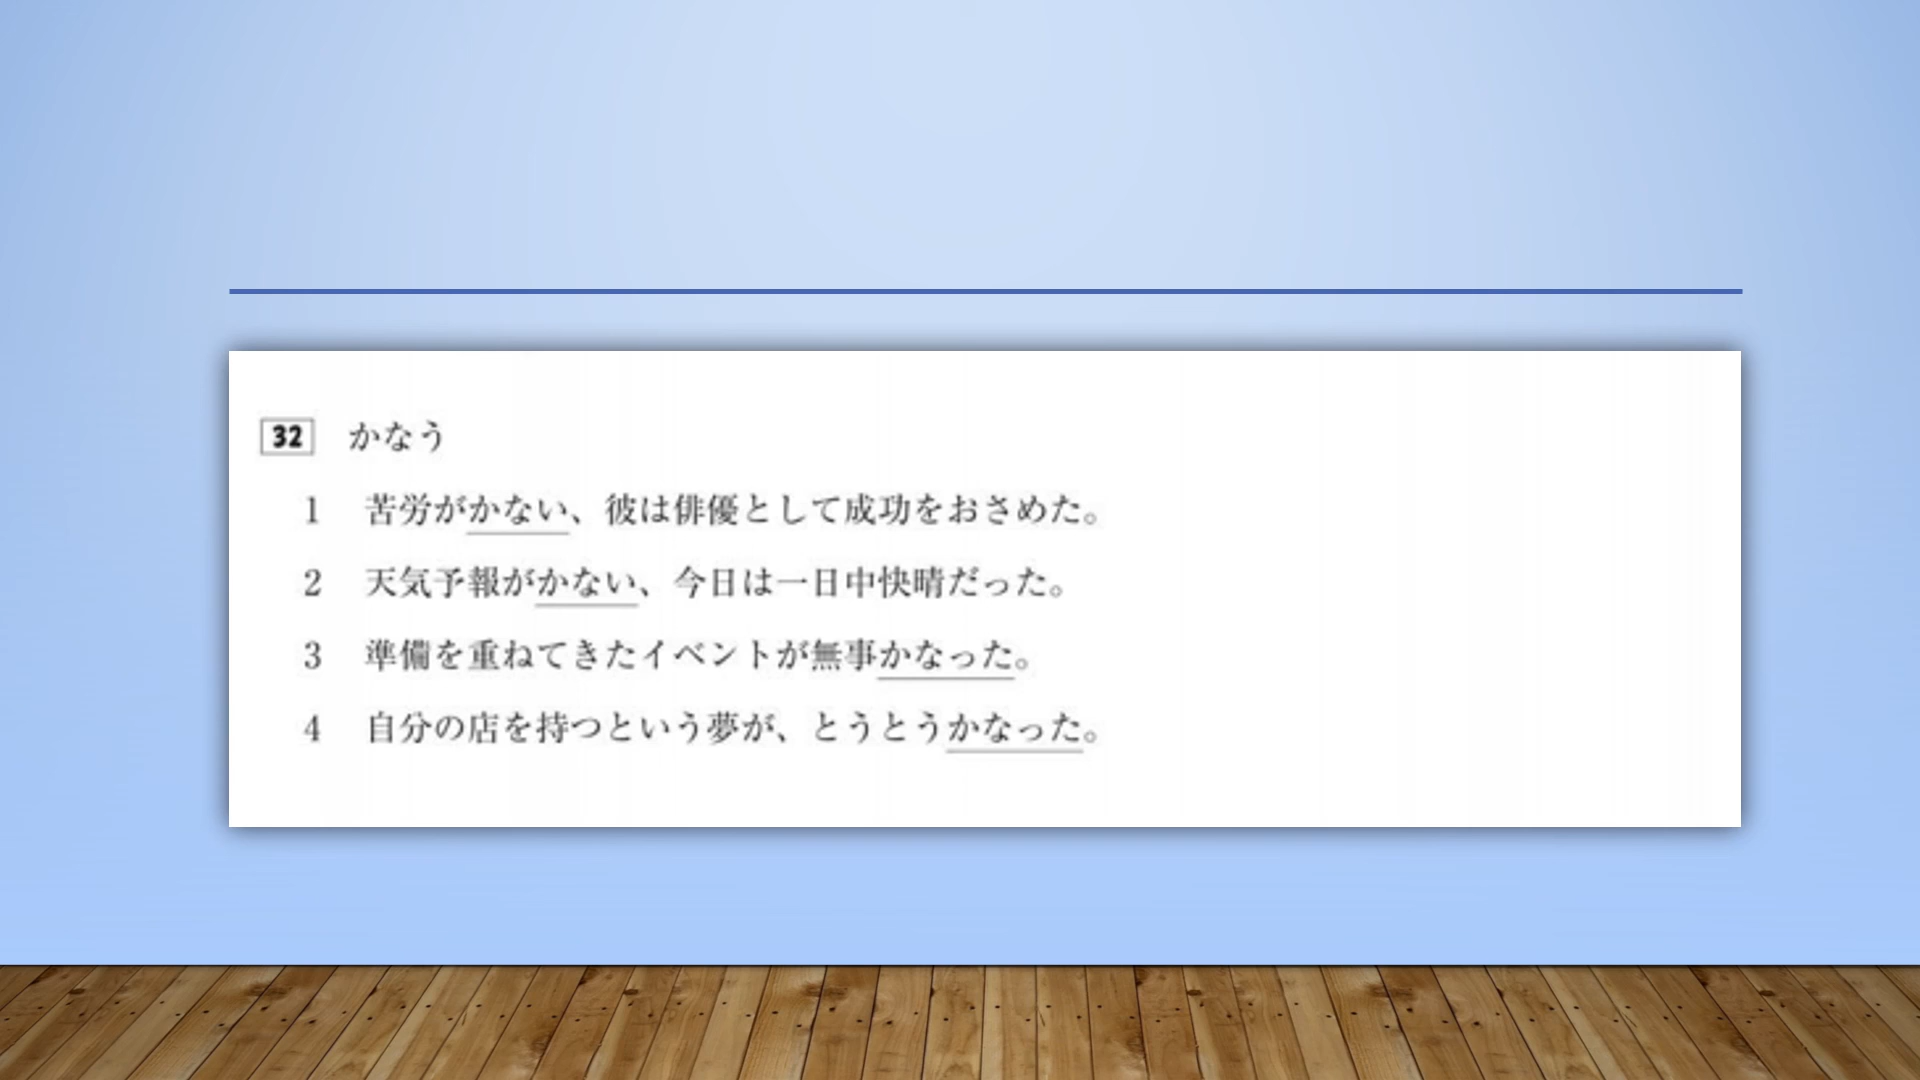 32 かなう
1 苦労がかない、彼は俳優として成功をおさめた。
2 天気予報がかない、今日は一日中快晴だった。
3 準備を重ねてきたイベントが無事かなった。
4 自分の店を持つという夢が、とうとうかなった。